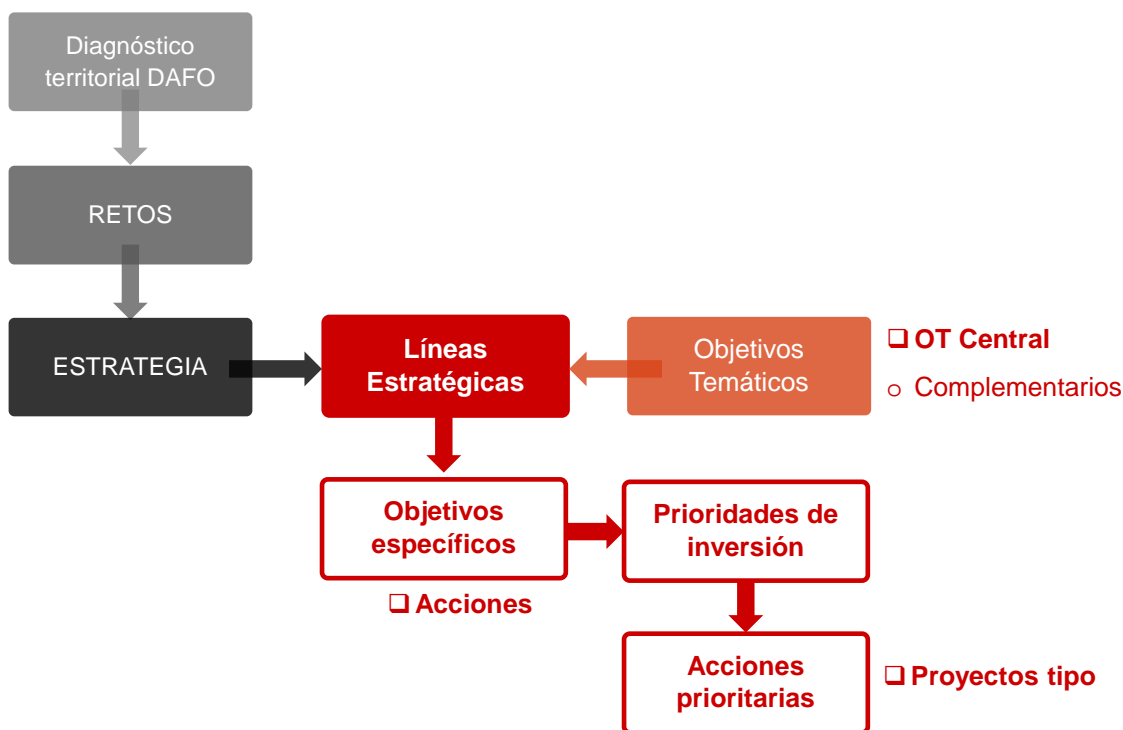 Diagnóstico
territorial DAFO
RETOS
ESTRATEGIA
Líneas
Estratégicas
Objetivos
Temáticos
❑ OT Central
o Complementarios
Objetivos
específicos
Prioridades de
inversión
❑ Acciones
Acciones
prioritarias
❑ Proyectos tipo